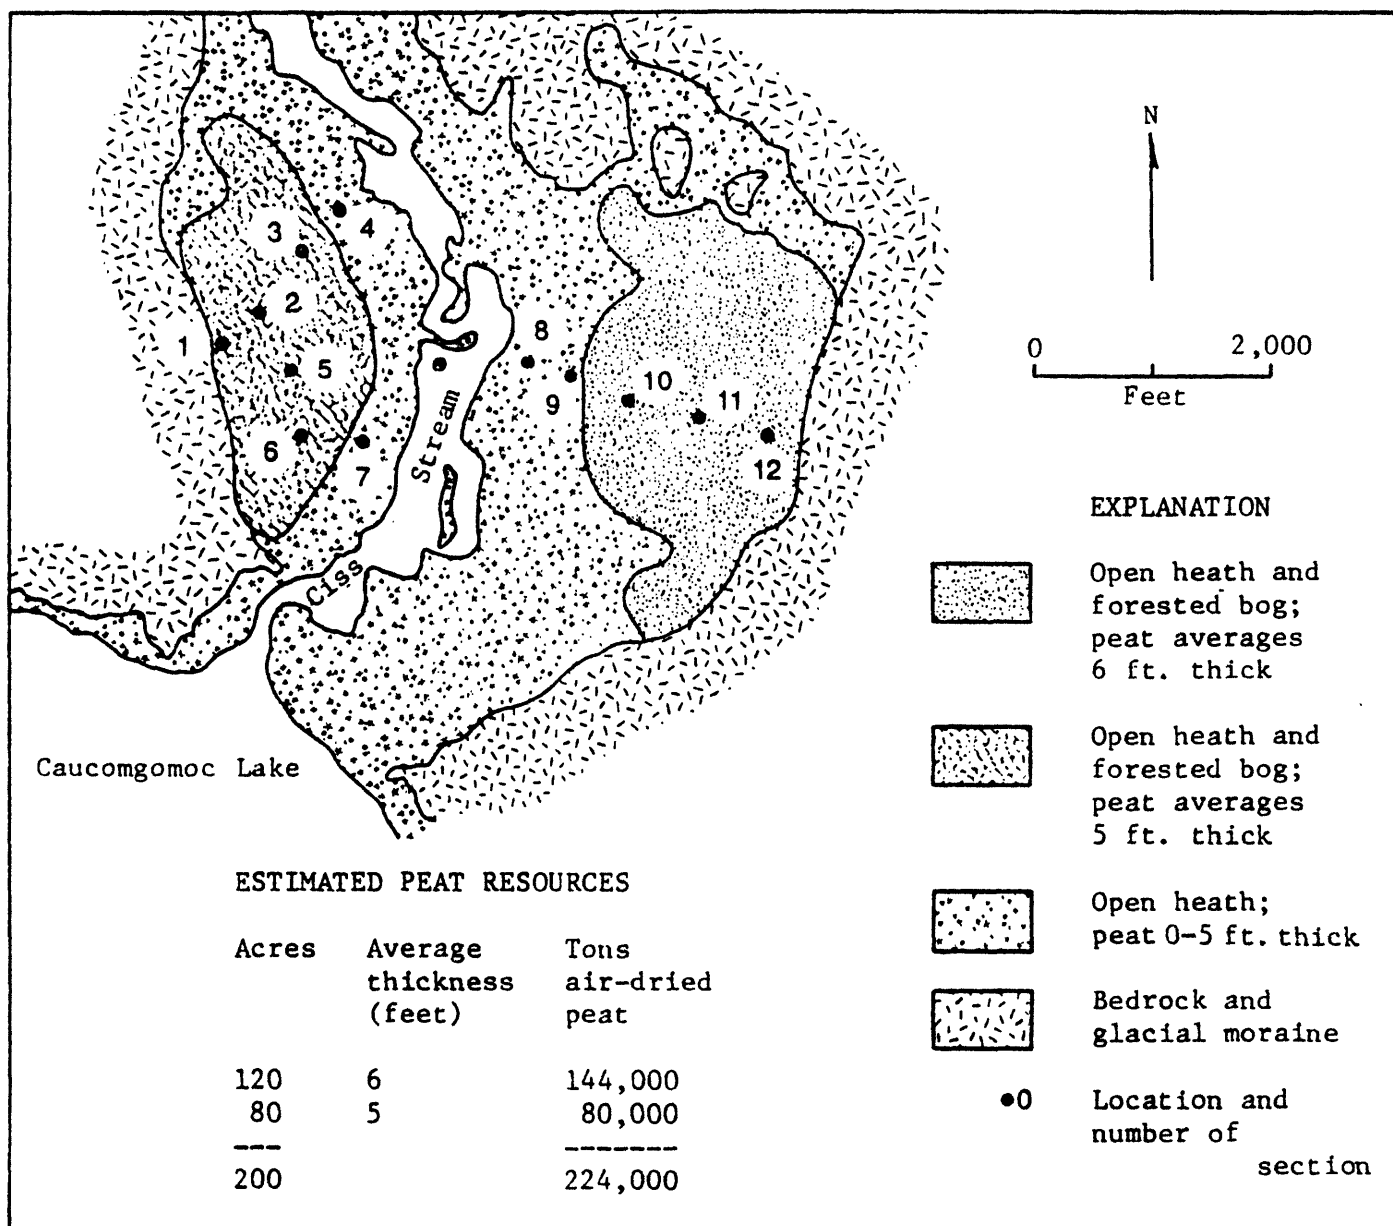 N
0 2,000
Feet
3
4
2
1
5
8
10
11
9
6
7
12
Stream
Ciss
Caucomgomoc Lake
EXPLANATION
Open heath and
forested bog;
peat averages
6 ft. thick
Open heath and
forested bog;
peat averages
5 ft. thick
Open heath;
peat 0-5 ft. thick
Bedrock and
glacial moraine
●0 Location and
number of
section
ESTIMATED PEAT RESOURCES
Acres Average Tons
thickness air-dried
(feet) peat
120 6 144,000
80 5 80,000
--- -------
200 224,000